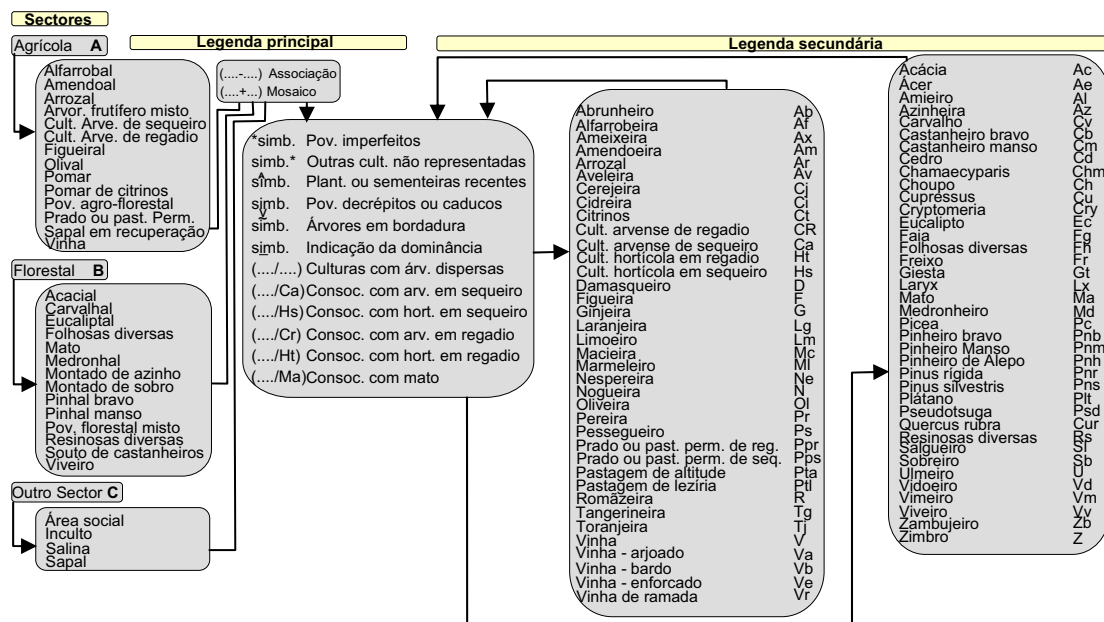 Sectores
Agrícola A
Legenda principal
Legenda secundária
Alfarrobal
Amendoal
Arrozal
Arvor. frutífero misto
Cult. Arve. de sequeiro
Cult. Arve. de regadio
Figueiral
Olival
Pomar
Pomar de citrinos
Pov. agro-florestal
Prado ou past. Perm.
Sapal em recuperação
Vinha
Florestal B
Acacial
Carvalhal
Eucaliptal
Folhosas diversas
Mato
Medronhal
Montado de azinho
Montado de sobro
Pinhal bravo
Pinhal manso
Pov. florestal misto
Resinosas diversas
Souto de castanheiros
Viveiro
Outro Sector C
Área social
Inculto
Salina
Sapal
(....-....) Associação
(....+...) Mosaico
*simb. Pov. imperfeitos
simb.* Outras cult. não representadas
simb. Plant. ou sementeiras recentes
simb. Pov. decrépitos ou caducos
simb. Árvores em bordadura
simb. Indicação da dominância
(..../....) Culturas com árv. dispersas
(..../Ca) Consoc. com arv. em sequeiro
(..../Hs) Consoc. com hort. em sequeiro
(..../Cr) Consoc. com arv. em regadio
(..../Ht) Consoc. com hort. em regadio
(..../Ma) Consoc. com mato
Abrunheiro Ab
Alfarrobeira Af
Ameixeira Ax
Amendoeira Am
Arrozal Ar
Aveleira Av
Cerejeira Cj
Cidreira Ci
Citrinos Ct
Cult. arvense de regadio CR
Cult. arvense de sequeiro Ca
Cult. hortícola em regadio Ht
Cult. hortícola em sequeiro Hs
Damasqueiro D
Figueira F
Ginjeira G
Laranjeira Lg
Limoeiro Lm
Macieira Mc
Marmeleiro Ml
Nespereira Ne
Nogueira N
Oliveira Ol
Pereira Pr
Pessegueiro Ps
Prado ou past. perm. de reg. Ppr
Prado ou past. perm. de seq. Pps
Pastagem de altitude Pta
Pastagem de lezíria Ptl
Romãzeira R
Tangerineira Tg
Toranjeira Tj
Vinha V
Vinha - arjoado Va
Vinha - bardo Vb
Vinha - enforcado Ve
Vinha de ramada Vr
Acácia Ac
Ácer Ae
Amieiro Al
Azinheira Az
Carvalho Cv
Castanheiro bravo Cb
Castanheiro manso Cm
Cedro Cd
Chamaecyparis Chm
Choupo Ch
Cupressus Cu
Cryptomeria Cry
Eucalipto Ec
Faia Fg
Folhosas diversas Fh
Freixo Fr
Giesta Gt
Laryx Lx
Mato Ma
Medronheiro Md
Picea Pc
Pinheiro bravo Pnb
Pinheiro Manso Pnm
Pinheiro de Alepo Pnh
Pinus rígida Pnr
Pinus silvestris Pns
Plátano Plt
Pseudotsuga Psd
Quercus rubra Cur
Resinosas diversas Rs
Salgueiro Sl
Sobreiro Sb
Ulmeiro U
Vidoeiro Vd
Vimeiro Vm
Viveiro Vv
Zambujeiro Zb
Zimbro Z